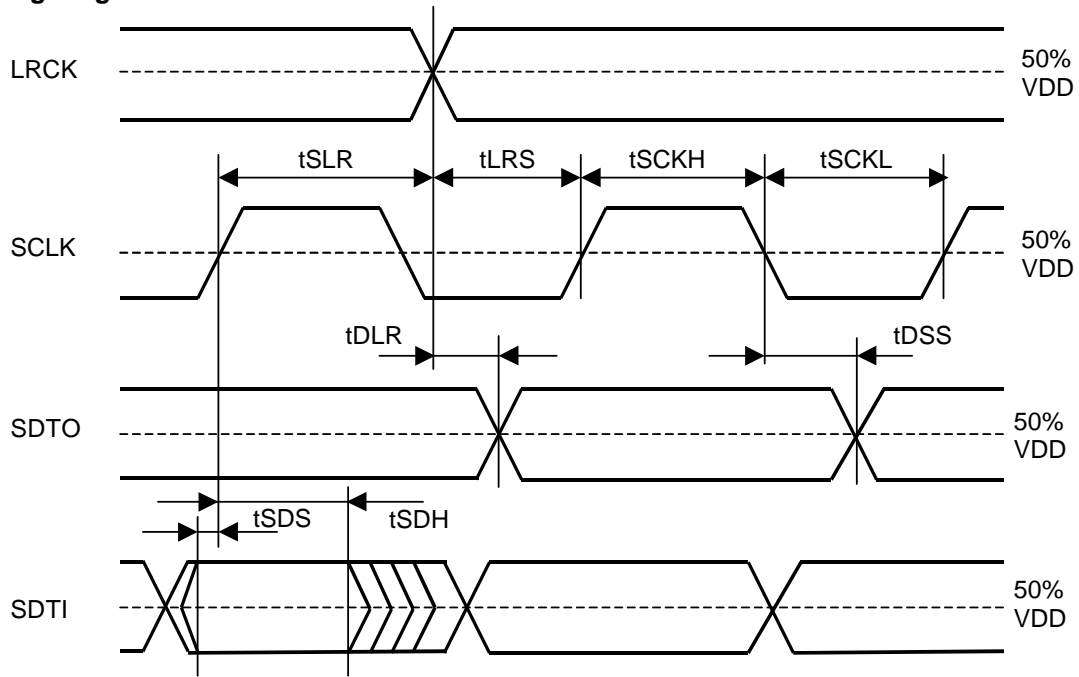 LRCK
50%
VDD
tSLR tLRS tSCKH tSCKL
SCLK
50%
VDD
tDLR tDSS
SDTO
50%
VDD
tSDS tSDH
SDTI
50%
VDD